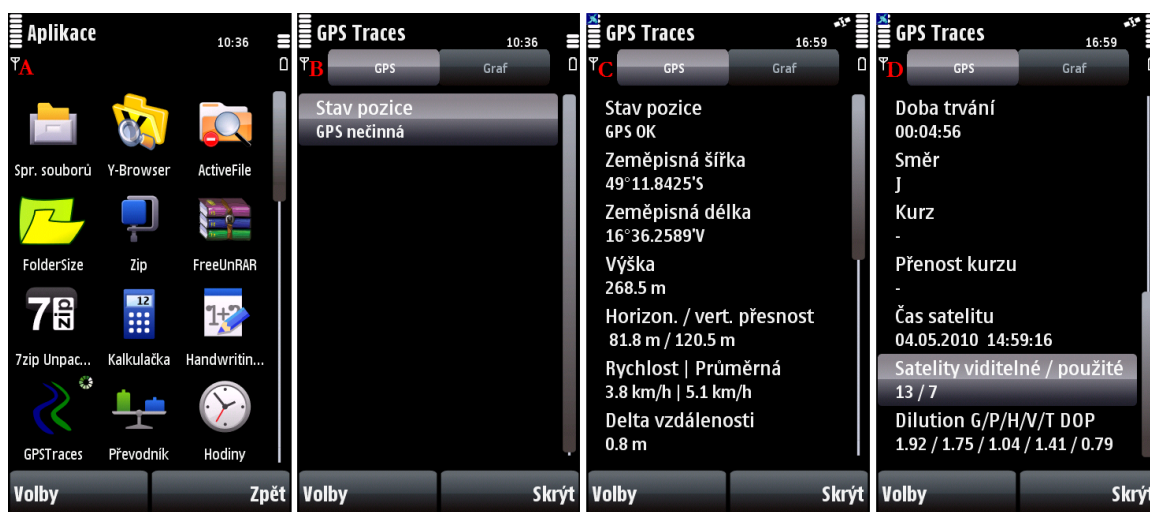 Aplikace
10:36
A
Spr. souborů Y-Browser ActiveFile
FolderSize Zip FreeUnRAR
7zip Unpac... Kalkulačka Handwritin...
GPSTraces Převodník Hodiny
Volby Zpět
GPS Traces
10:36
B GPS Graf
Stav pozice
GPS nečinná
Volby Skrýt
GPS Traces
16:59
C GPS Graf
Stav pozice
GPS OK
Zeměpisná šířka
49°11.8425'S
Zeměpisná délka
16°36.2589'V
Výška
268.5 m
Horizon. / vert. přesnost
81.8 m / 120.5 m
Rychlost | Průměrná
3.8 km/h | 5.1 km/h
Delta vzdálenosti
0.8 m
Volby Skrýt
GPS Traces
16:59
D GPS Graf
Doba trvání
00:04:56
Směr
J
Kurz
-
Přenost kurzu
-
Čas satelitu
04.05.2010 14:59:16
Satelity viditelné / použité
13 / 7
Dilution G/P/H/V/T DOP
1.92 / 1.75 / 1.04 / 1.41 / 0.79
Volby Skrýt